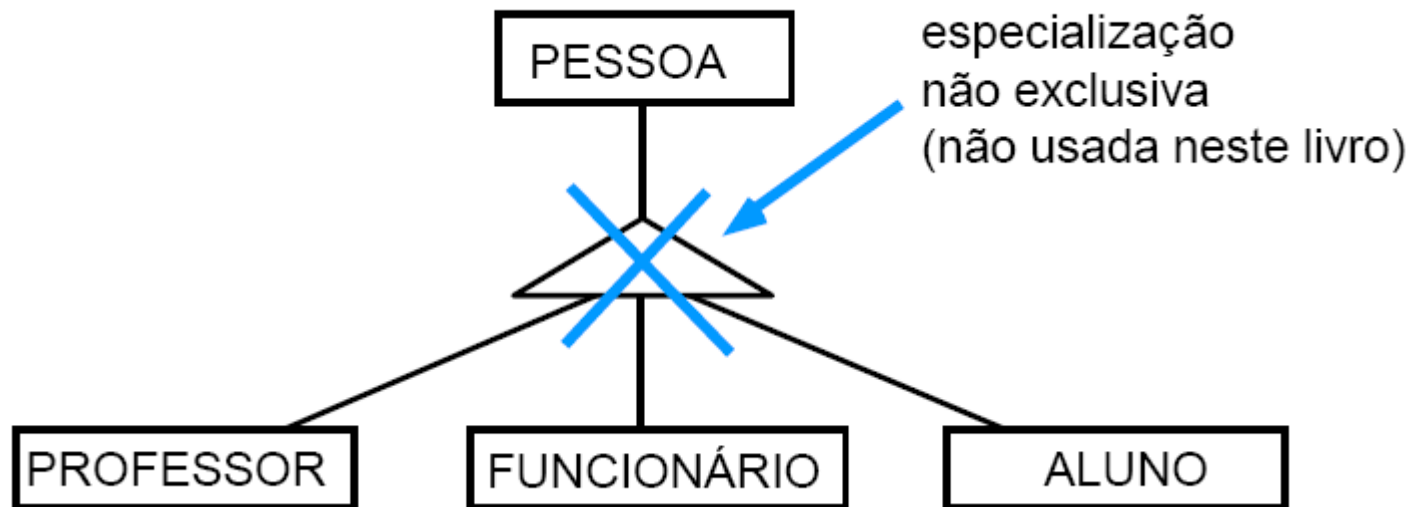 PESSOA
especialização
não exclusiva
(não usada neste livro)
PROFESSOR
FUNCIONÁRIO
ALUNO